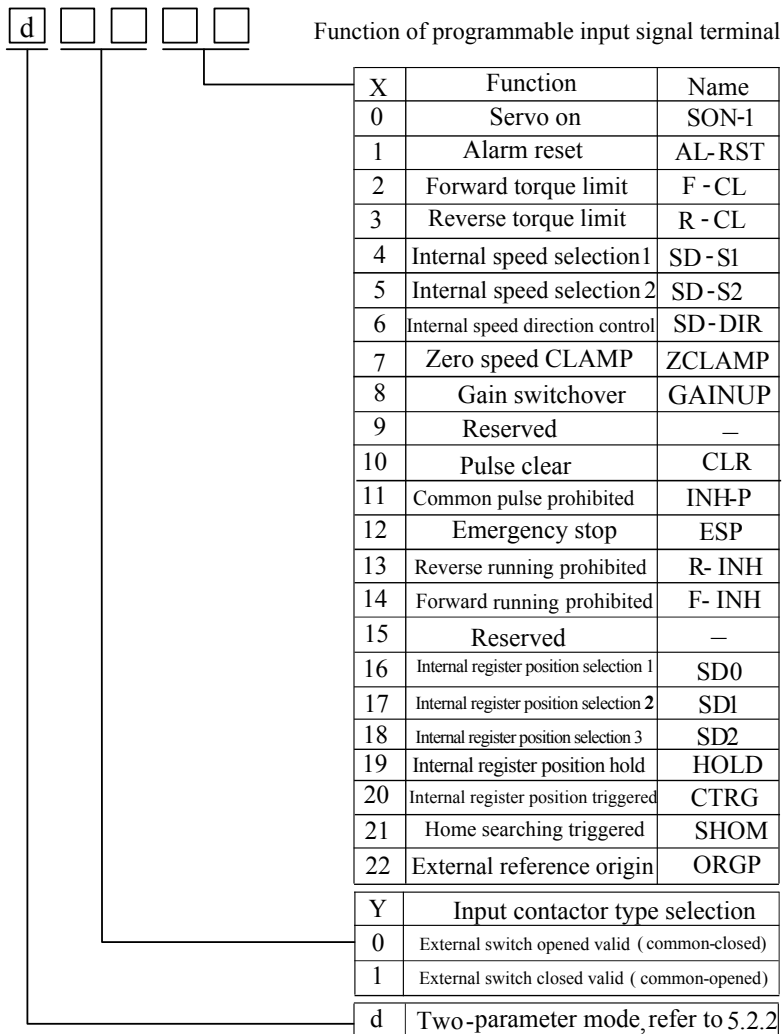 d Function of programmable input signal terminal
X Function Name
0 Servo on SON-1
1 Alarm reset AL-RST
2 Forward torque limit F-CL
3 Reverse torque limit R-CL
4 Internal speed selection1 SD-S1
5 Internal speed selection2 SD-S2
6 Internal speed direction control SD-DIR
7 Zero speed CLAMP ZCLAMP
8 Gain switchover GAINUP
9 Reserved –
10 Pulse clear CLR
11 Common pulse prohibited INH-P
12 Emergency stop ESP
13 Reverse running prohibited R-INH
14 Forward running prohibited F-INH
15 Reserved –
16 Internal register position selection 1 SD0
17 Internal register position selection 2 SD1
18 Internal register position selection 3 SD2
19 Internal register position hold HOLD
20 Internal register position triggered CTRG
21 Home searching triggered SHOM
22 External reference origin ORGP
Y Input contactor type selection
0 External switch opened valid (common-closed)
1 External switch closed valid (common-opened)
d Two-parameter mode, refer to 5.2.2